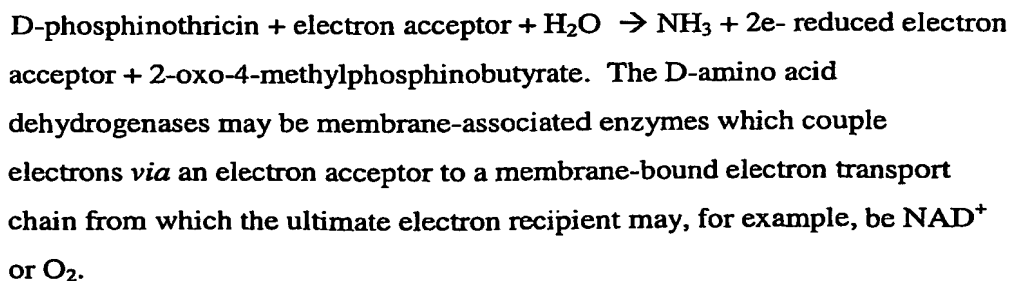 D-phosphinothricin + electron acceptor + H₂O → NH₃ + 2e- reduced electron
acceptor + 2-oxo-4-methylphosphinobutyrate. The D-amino acid
dehydrogenases may be membrane-associated enzymes which couple
electrons via an electron acceptor to a membrane-bound electron transport
chain from which the ultimate electron recipient may, for example, be NAD⁺
or O₂.